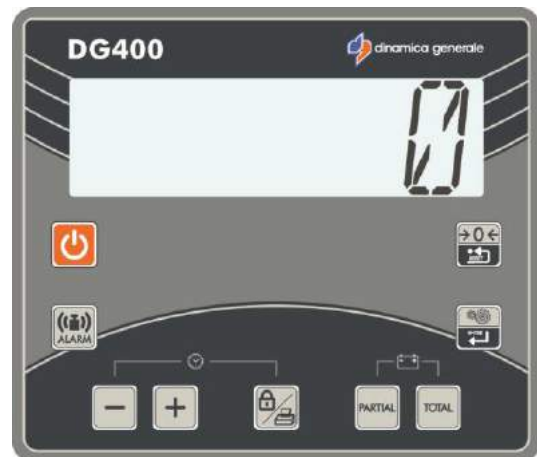 DG400
dinamica generale
0
→0←
ALARM
− +
PARTIAL TOTAL